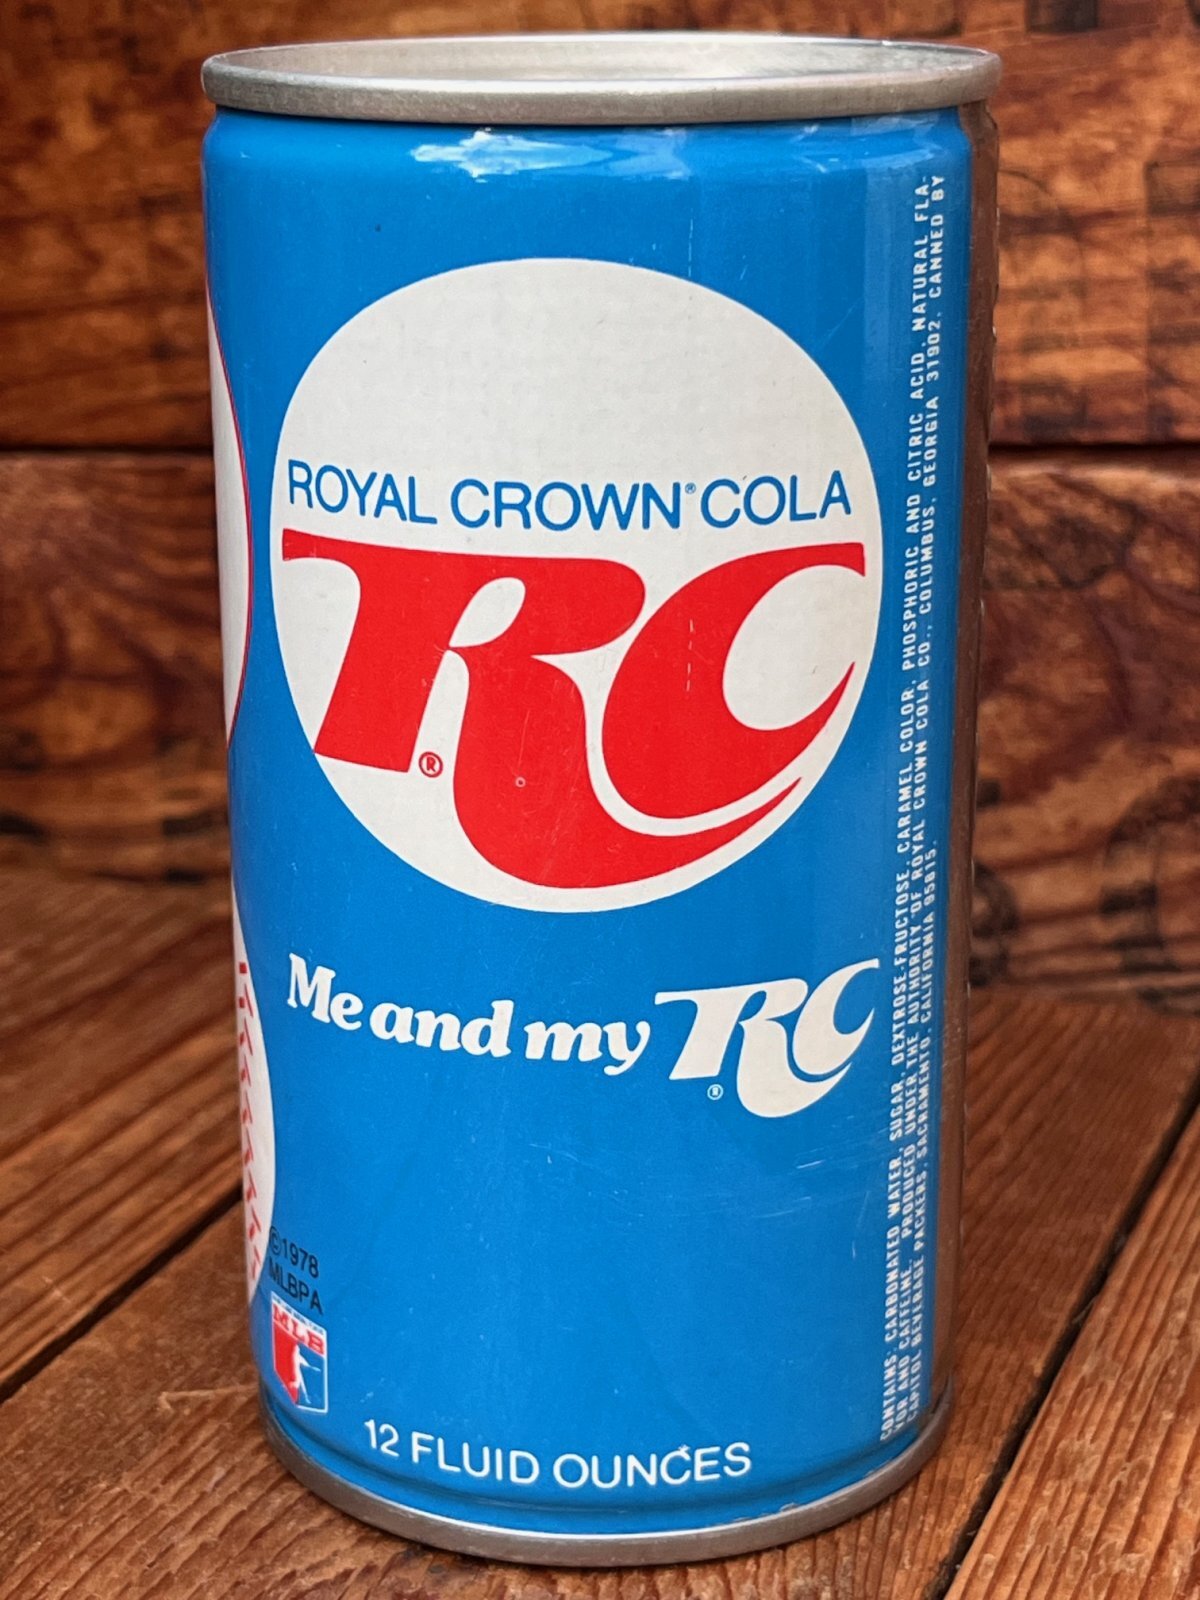 ROYAL CROWN® COLA
RC®
Me and my RC®
©1978
MLBPA
MLB
12 FLUID OUNCES
CONTAINS: CARBONATED WATER, SUGAR, DEXTROSE-FRUCTOSE, CARAMEL COLOR, PHOSPHORIC AND CITRIC ACID, NATURAL FLA-
VOR AND CAFFEINE. PRODUCED UNDER THE AUTHORITY OF ROYAL CROWN COLA CO., COLUMBUS, GEORGIA 31902. CANNED BY
CAPITOL BEVERAGE PACKERS, SACRAMENTO, CALIFORNIA 95815.